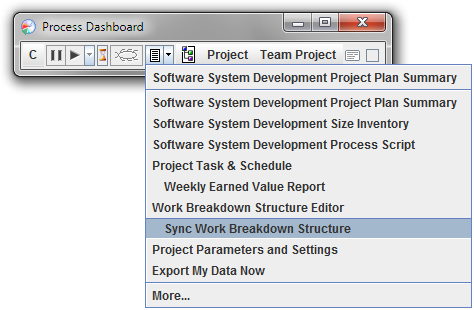 Process Dashboard
C Project Team Project
Software System Development Project Plan Summary
Software System Development Project Plan Summary
Software System Development Size Inventory
Software System Development Process Script
Project Task & Schedule
Weekly Earned Value Report
Work Breakdown Structure Editor
Sync Work Breakdown Structure
Project Parameters and Settings
Export My Data Now
More...